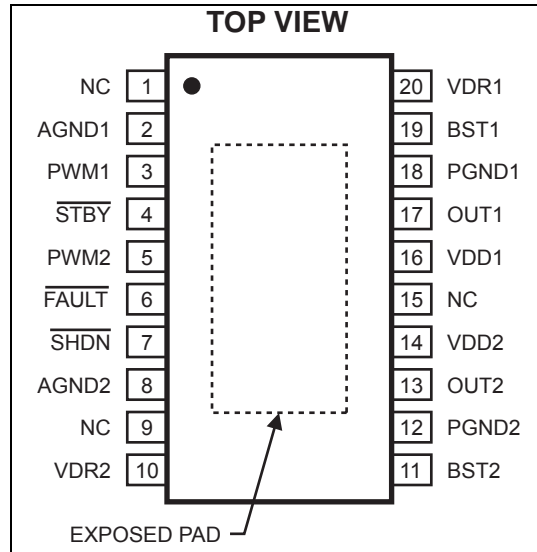 TOP VIEW
NC 1 20 VDR1
AGND1 2 19 BST1
PWM1 3 18 PGND1
STBY 4 17 OUT1
PWM2 5 16 VDD1
FAULT 6 15 NC
SHDN 7 14 VDD2
AGND2 8 13 OUT2
NC 9 12 PGND2
VDR2 10 11 BST2
EXPOSED PAD